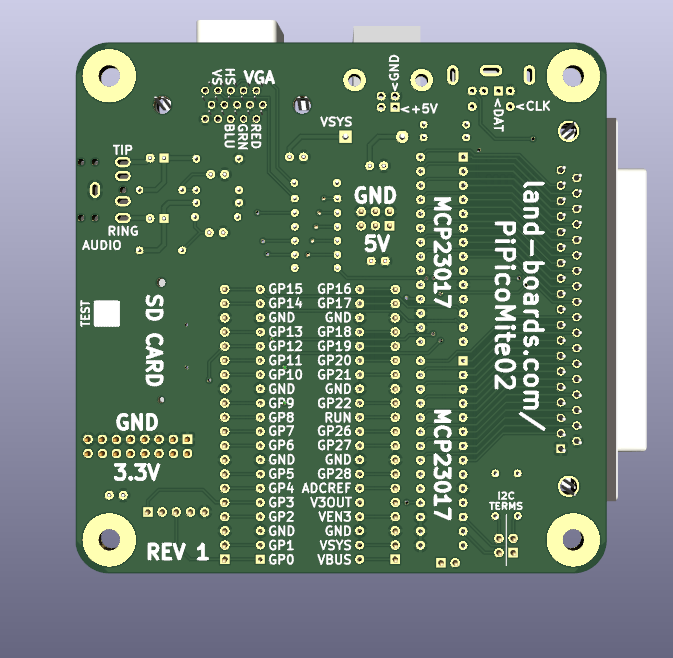 VS
HS
VGA
BLU
GRN
RED
<GND
<+5V
<DAT
<CLK
VSYS
TIP
RING
AUDIO
GND
5V
MCP23017
land-boards.com/
PiPicoMite02
TEST
SD CARD
GP15 GP16
GP14 GP17
GND GND
GP13 GP18
GP12 GP19
GP11 GP20
GP10 GP21
GND GND
GP9 GP22
GP8 RUN
GP7 GP26
GP6 GP27
GND GND
GP5 GP28
GP4 ADCREF
GP3 V3OUT
GP2 VEN3
GND GND
GP1 VSYS
GP0 VBUS
MCP23017
GND
3.3V
I2C
TERMS
REV 1